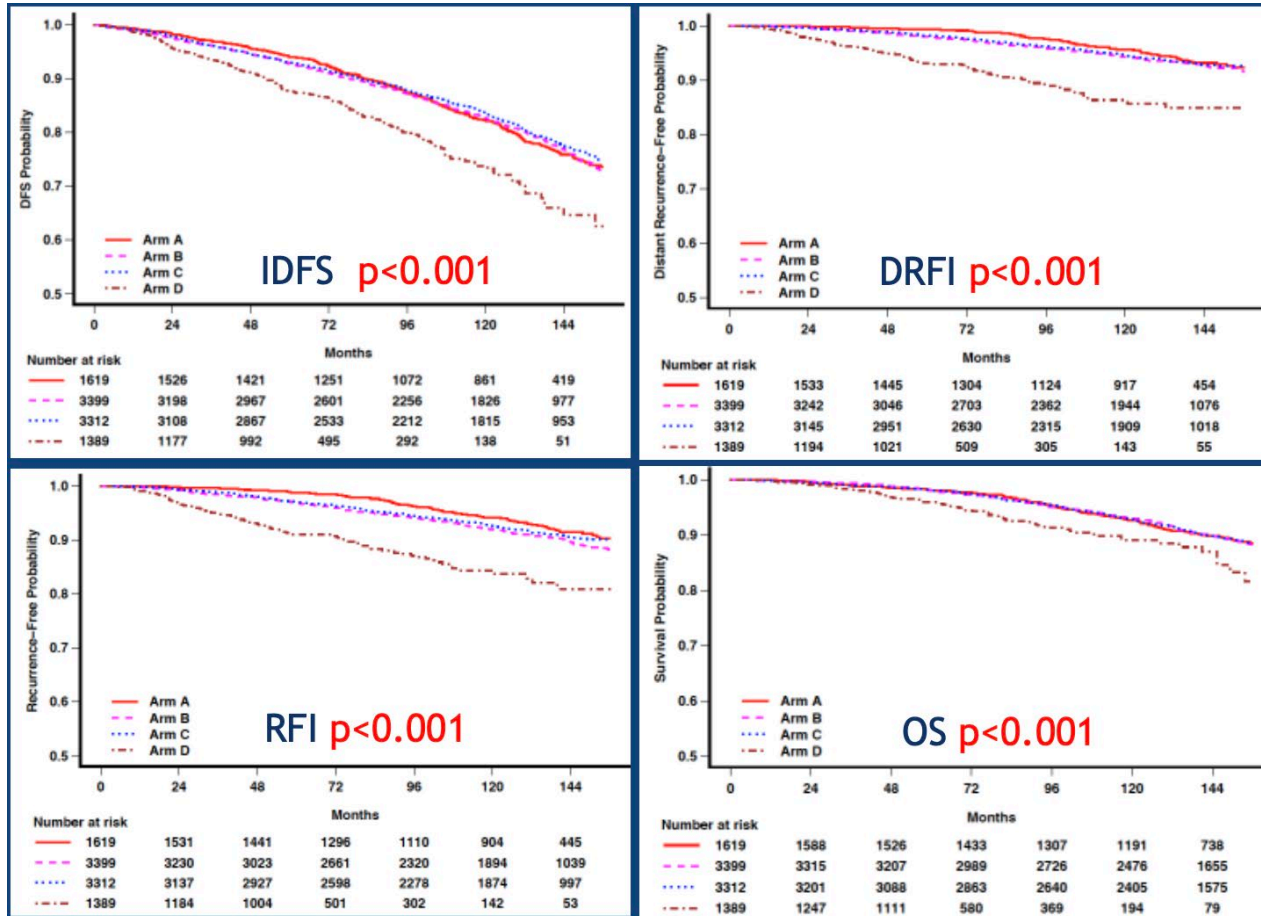 1.0
0.9
0.8
0.7
0.6
0.5
DFS Probability
Arm A
Arm B
Arm C
Arm D
IDFS p<0.001
0 24 48 72 96 120 144
Months
Number at risk
1619 1526 1421 1251 1072 861 419
3399 3198 2967 2601 2256 1826 977
3312 3108 2867 2533 2212 1815 953
1389 1177 992 495 292 138 51
1.0
0.9
0.8
0.7
0.6
0.5
Distant Recurrence-Free Probability
Arm A
Arm B
Arm C
Arm D
DRFI p<0.001
0 24 48 72 96 120 144
Months
Number at risk
1619 1533 1445 1304 1124 917 454
3399 3242 3046 2703 2362 1944 1076
3312 3145 2951 2630 2315 1909 1018
1389 1194 1021 509 305 143 55
1.0
0.9
0.8
0.7
0.6
0.5
Recurrence-Free Probability
Arm A
Arm B
Arm C
Arm D
RFI p<0.001
0 24 48 72 96 120 144
Months
Number at risk
1619 1531 1441 1296 1110 904 445
3399 3230 3023 2661 2320 1894 1039
3312 3137 2927 2598 2278 1874 997
1389 1184 1004 501 302 142 53
1.0
0.9
0.8
0.7
0.6
0.5
Survival Probability
Arm A
Arm B
Arm C
Arm D
OS p<0.001
0 24 48 72 96 120 144
Months
Number at risk
1619 1588 1526 1433 1307 1191 738
3399 3315 3207 2989 2726 2476 1655
3312 3201 3088 2863 2640 2405 1575
1389 1247 1111 580 369 194 79